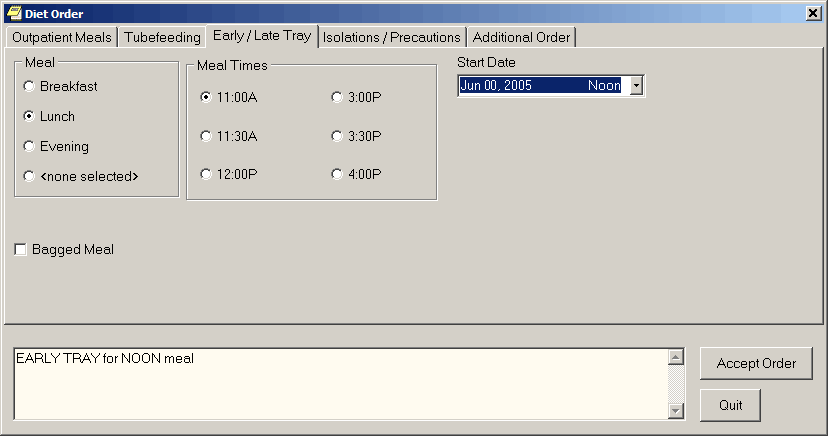 Diet Order
Outpatient Meals Tubefeeding Early / Late Tray Isolations / Precautions Additional Order
Meal
Breakfast
Lunch
Evening
<none selected>
Meal Times
11:00A 3:00P
11:30A 3:30P
12:00P 4:00P
Start Date
Jun 00, 2005 Noon
Bagged Meal
EARLY TRAY for NOON meal
Accept Order
Quit